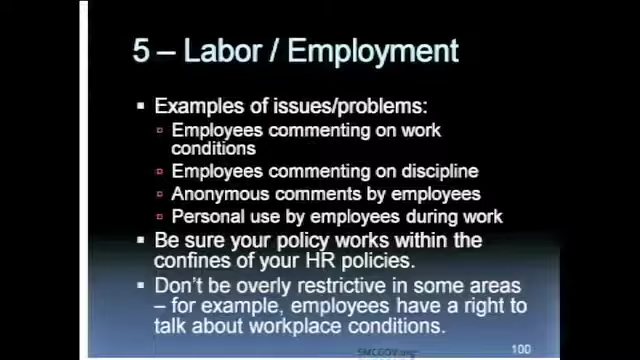 5 – Labor / Employment
▪ Examples of issues/problems:
▫ Employees commenting on work
conditions
▫ Employees commenting on discipline
▫ Anonymous comments by employees
▫ Personal use by employees during work
▪ Be sure your policy works within the
confines of your HR policies.
▪ Don't be overly restrictive in some areas
– for example, employees have a right to
talk about workplace conditions.
100